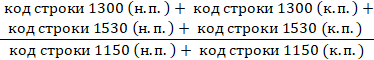 код строки 1300 (н.п.) + код строки 1300 (к.п.) +
код строки 1530 (н.п.) + код строки 1530 (к.п.)
код строки 1150 (н.п.) + код строки 1150 (к.п.)